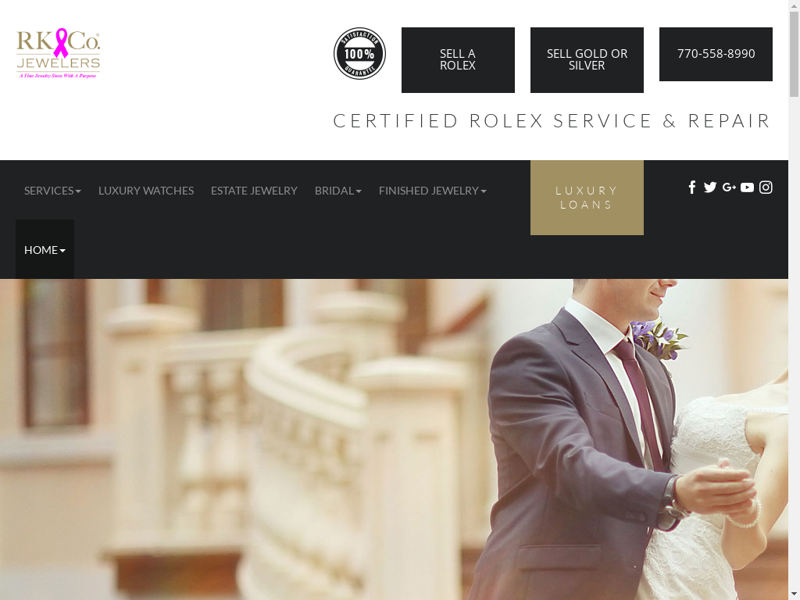 RK&Co.
JEWELERS
A Fine Jewelry Store With A Purpose
SATISFACTION
100%
GUARANTEE
SELL A
ROLEX
SELL GOLD OR
SILVER
770-558-8990
CERTIFIED ROLEX SERVICE & REPAIR
SERVICES
LUXURY WATCHES
ESTATE JEWELRY
BRIDAL
FINISHED JEWELRY
LUXURY
LOANS
HOME